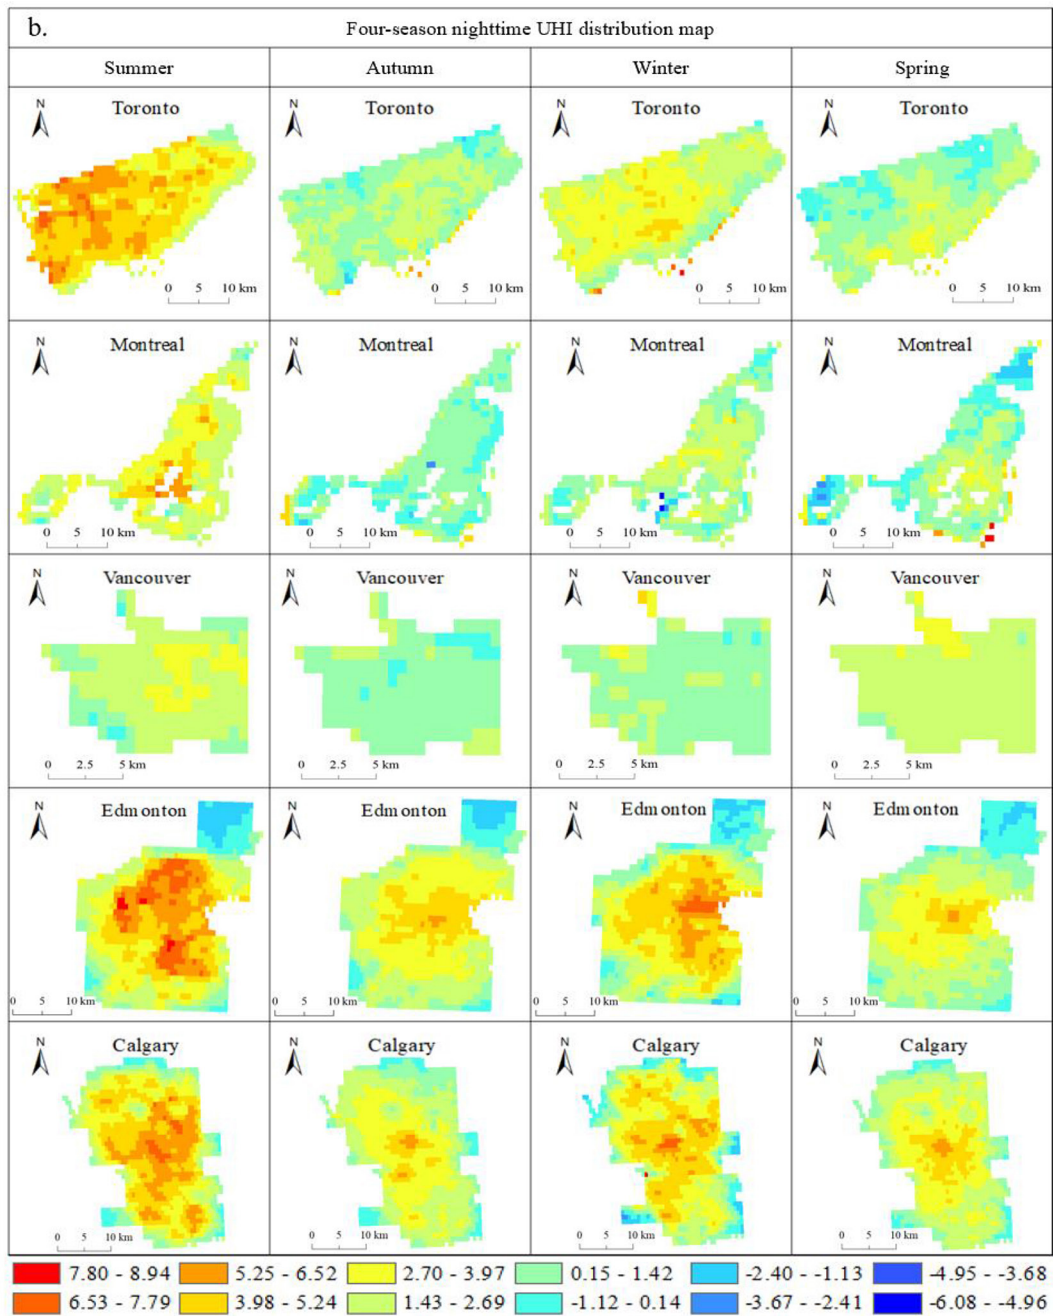 b.
Four-season nighttime UHI distribution map
Summer Autumn Winter Spring
N Toronto N Toronto N Toronto N Toronto
0 5 10 km 0 5 10 km 0 5 10 km 0 5 10 km
N Montreal N Montreal N Montreal N Montreal
0 5 10 km 0 5 10 km 0 5 10 km 0 5 10 km
N Vancouver N Vancouver N Vancouver N Vancouver
0 2.5 5 km 0 2.5 5 km 0 2.5 5 km 0 2.5 5 km
N Edmonton N Edmonton N Edmonton N Edmonton
0 5 10 km 0 5 10 km 0 5 10 km 0 5 10 km
N Calgary N Calgary N Calgary N Calgary
0 5 10 km 0 5 10 km 0 5 10 km 0 5 10 km
7.80 - 8.94 5.25 - 6.52 2.70 - 3.97 0.15 - 1.42 -2.40 - -1.13 -4.95 - -3.68
6.53 - 7.79 3.98 - 5.24 1.43 - 2.69 -1.12 - 0.14 -3.67 - -2.41 -6.08 - -4.96